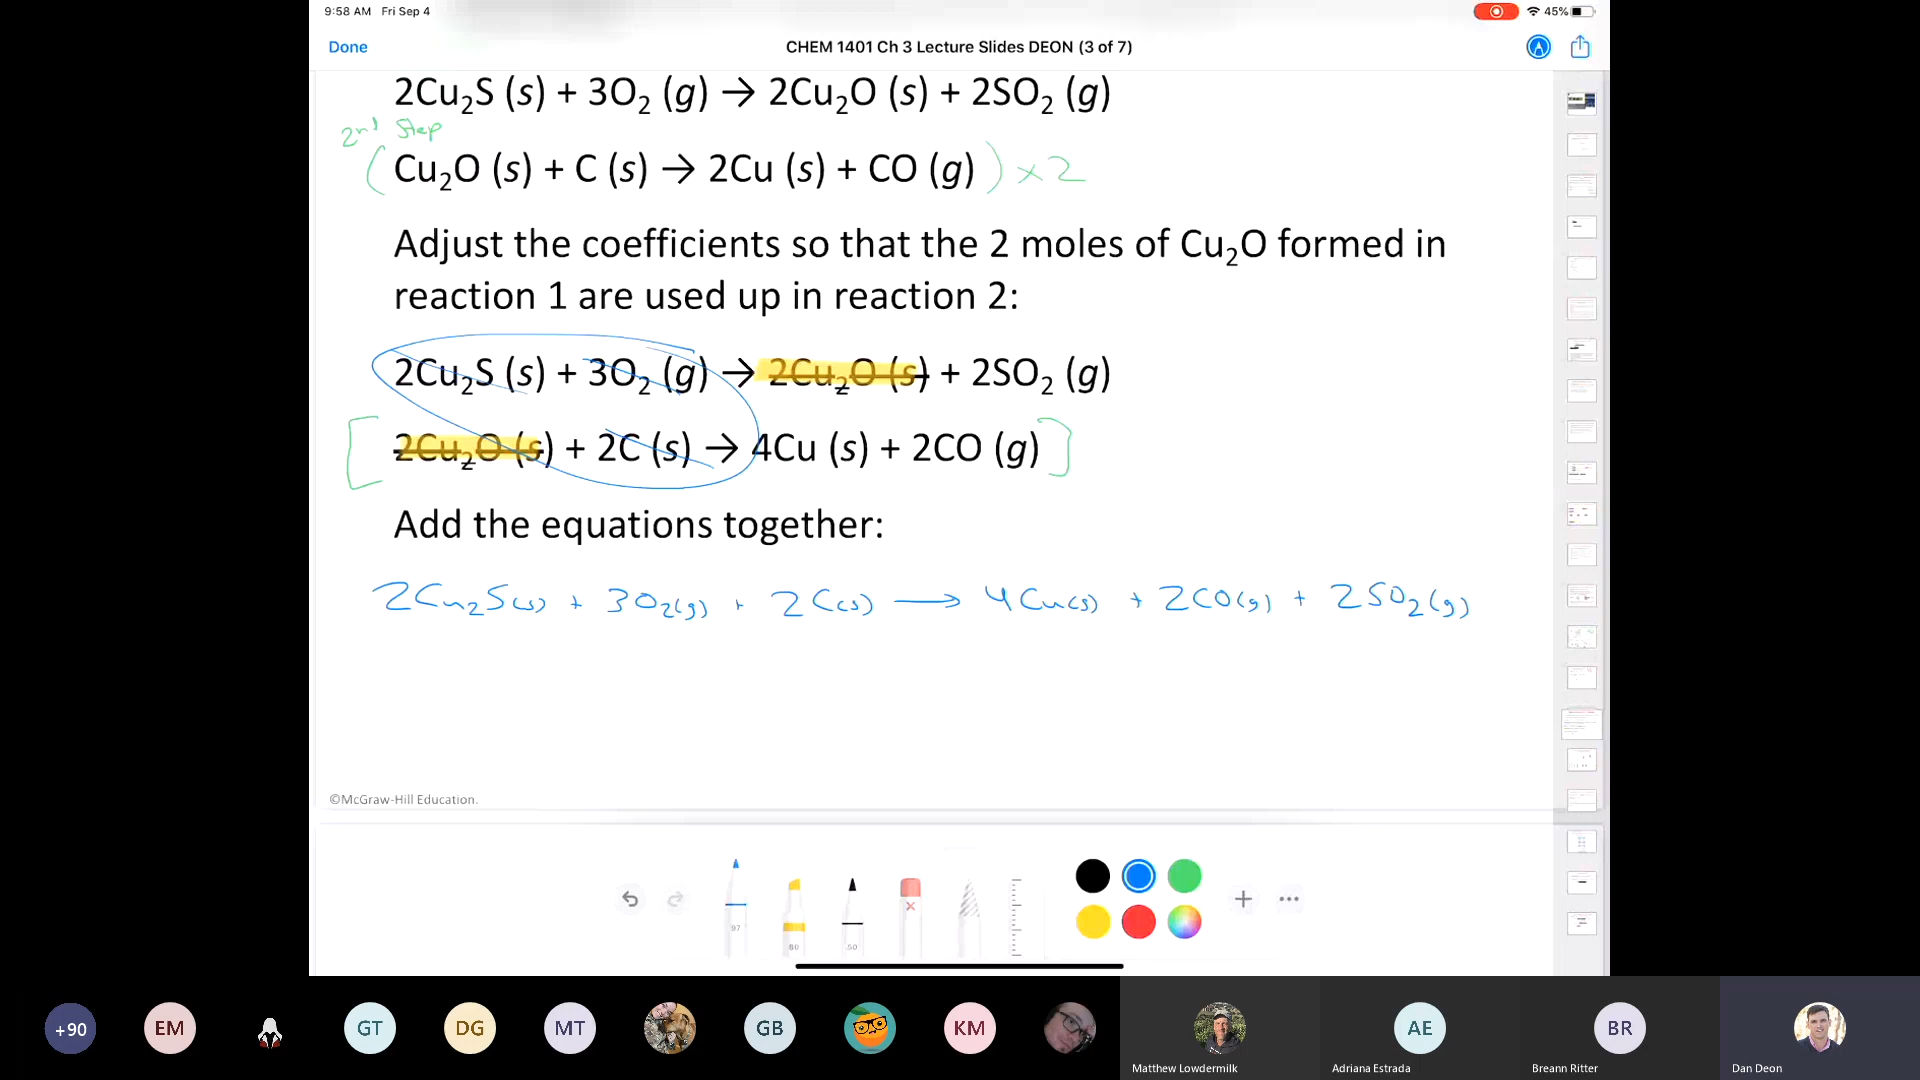 9:58 AM Fri Sep 4 45%
Done CHEM 1401 Ch 3 Lecture Slides DEON (3 of 7)
2Cu₂S (s) + 3O₂ (g) → 2Cu₂O (s) + 2SO₂ (g)
2nd Step
(Cu₂O (s) + C (s) → 2Cu (s) + CO (g)) × 2
Adjust the coefficients so that the 2 moles of Cu₂O formed in
reaction 1 are used up in reaction 2:
2Cu₂S (s) + 3O₂ (g) → 2Cu₂O (s) + 2SO₂ (g)
[2Cu₂O (s) + 2C (s) → 4Cu (s) + 2CO (g)]
Add the equations together:
2Cu₂S(s) + 3O₂(g) + 2C(s) → 4Cu(s) + 2CO(g) + 2SO₂(g)
©McGraw-Hill Education.
97 80 50
+90 EM GT DG MT GB KM AE BR
Matthew Lowdermilk Adriana Estrada Breann Ritter Dan Deon